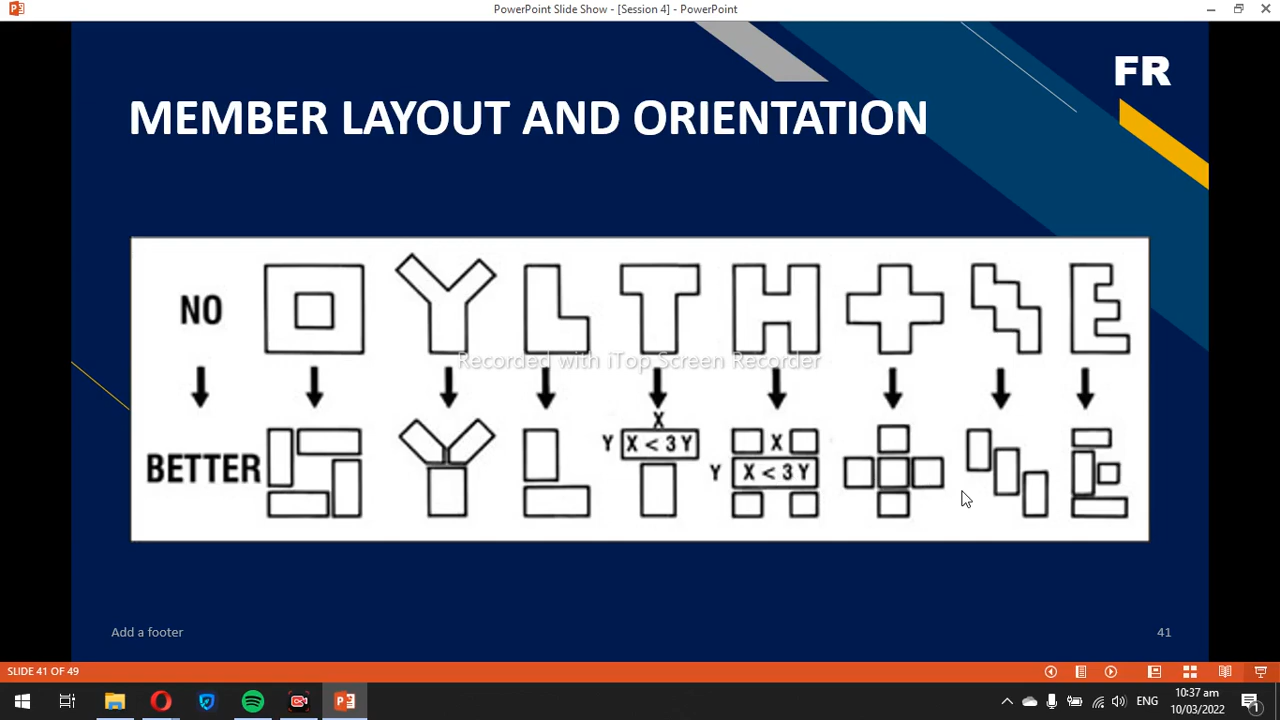 PowerPoint Slide Show - [Session 4] - PowerPoint
FR
MEMBER LAYOUT AND ORIENTATION
NO
Recorded with iTop Screen Recorder
BETTER
X
Y X < 3 Y
X
Y X < 3 Y
Add a footer
41
SLIDE 41 OF 49
ENG
10:37 am
10/03/2022
1